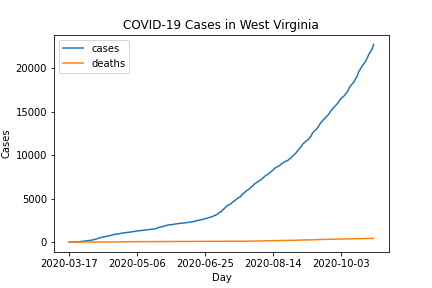 COVID-19 Cases in West Virginia
cases
deaths
20000
15000
10000
5000
0
Cases
2020-03-17 2020-05-06 2020-06-25 2020-08-14 2020-10-03
Day